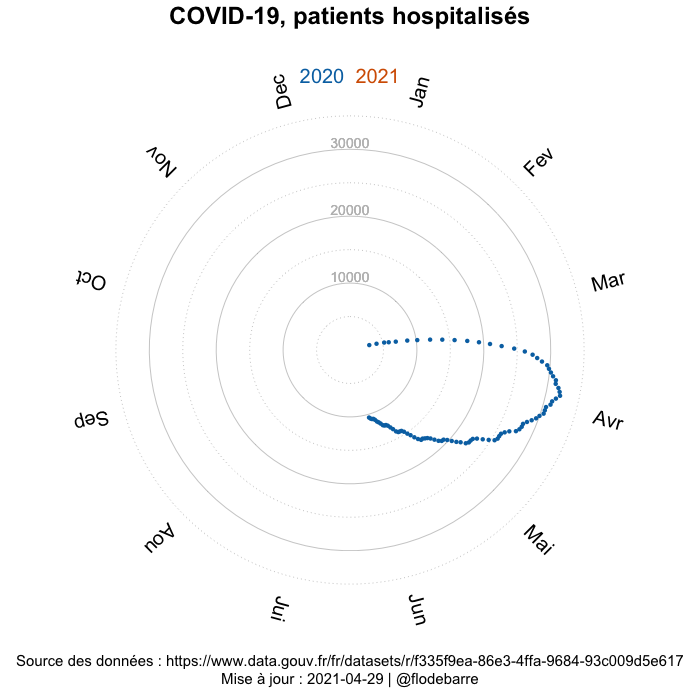 COVID-19, patients hospitalisés
2020 2021
Jan
Fev
Mar
Avr
Mai
Jun
Jui
Aou
Sep
Oct
Nov
Dec
30000
20000
10000
Source des données : https://www.data.gouv.fr/fr/datasets/r/f335f9ea-86e3-4ffa-9684-93c009d5e617
Mise à jour : 2021-04-29 | @flodebarre